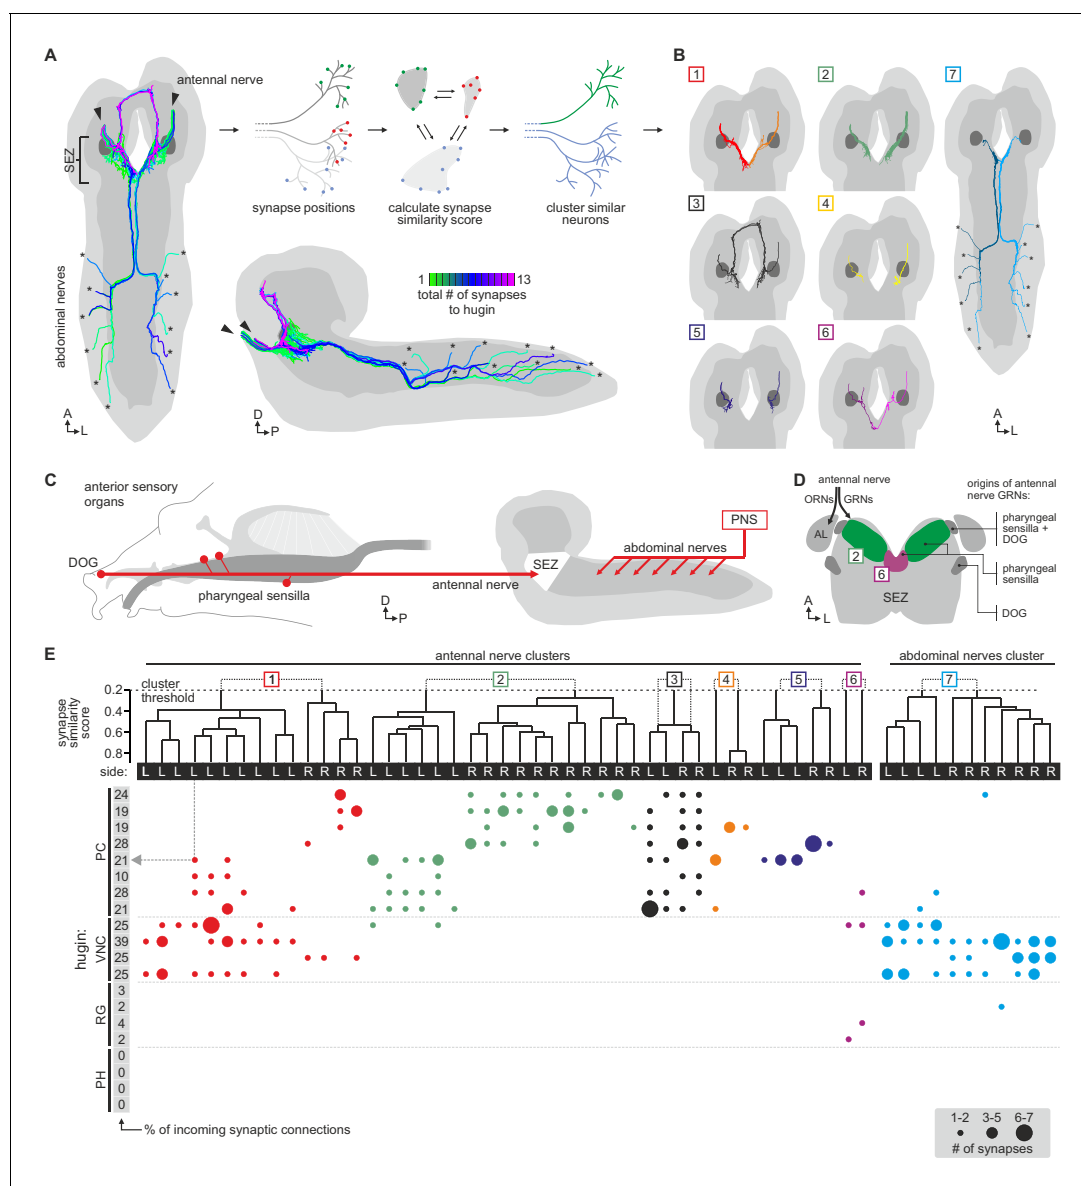 A
antennal nerve
SEZ
abdominal nerves
A
L
synapse positions
calculate synapse
similarity score
cluster similar
neurons
1 13
total # of synapses
to hugin
D
P
B
1
2
7
3
4
5
6
A
L
C
anterior sensory
organs
DOG
pharyngeal sensilla
antennal nerve
D
P
SEZ
PNS
abdominal nerves
D
antennal nerve
ORNs GRNs
AL
2
6
SEZ
A
L
origins of antennal
nerve GRNs:
pharyngeal
sensilla +
DOG
pharyngeal
sensilla
DOG
E
antennal nerve clusters
abdominal nerves cluster
cluster
threshold
1 2 3 4 5 6 7
synapse
similarity
score
0.2
0.4
0.6
0.8
side: L L L L L L L L L L R R R R L L L L L L R R R R R R R R R R R L L R R L R R L L L R R L R L L L L R R R R R R R
hugin:
PC
24
19
19
28
21
10
28
21
VNC
25
39
25
25
RG
3
2
4
2
PH
0
0
0
0
% of incoming synaptic connections
1-2 3-5 6-7
# of synapses